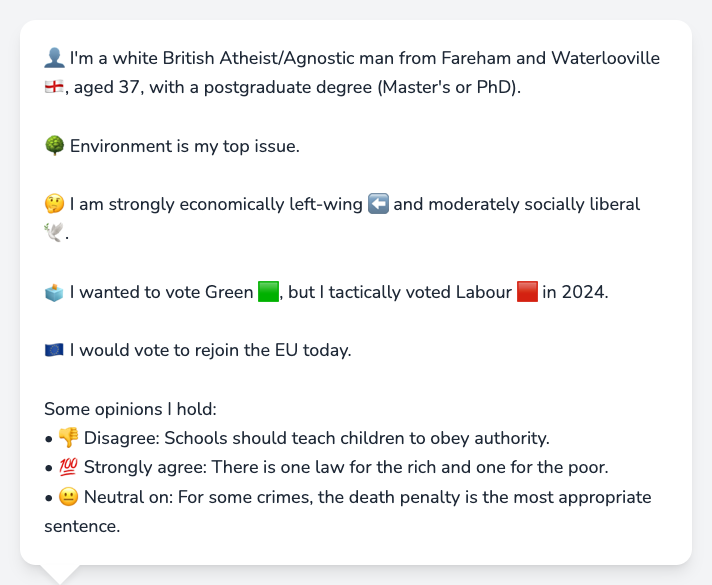 👤 I'm a white British Atheist/Agnostic man from Fareham and Waterlooville
🏴󠁧󠁢󠁥󠁮󠁧󠁿, aged 37, with a postgraduate degree (Master's or PhD).
🌳 Environment is my top issue.
🤔 I am strongly economically left-wing ⬅️ and moderately socially liberal
🕊️.
🗳️ I wanted to vote Green 🟩, but I tactically voted Labour 🟥 in 2024.
🇪🇺 I would vote to rejoin the EU today.
Some opinions I hold:
• 👎 Disagree: Schools should teach children to obey authority.
• 💯 Strongly agree: There is one law for the rich and one for the poor.
• 😐 Neutral on: For some crimes, the death penalty is the most appropriate
sentence.